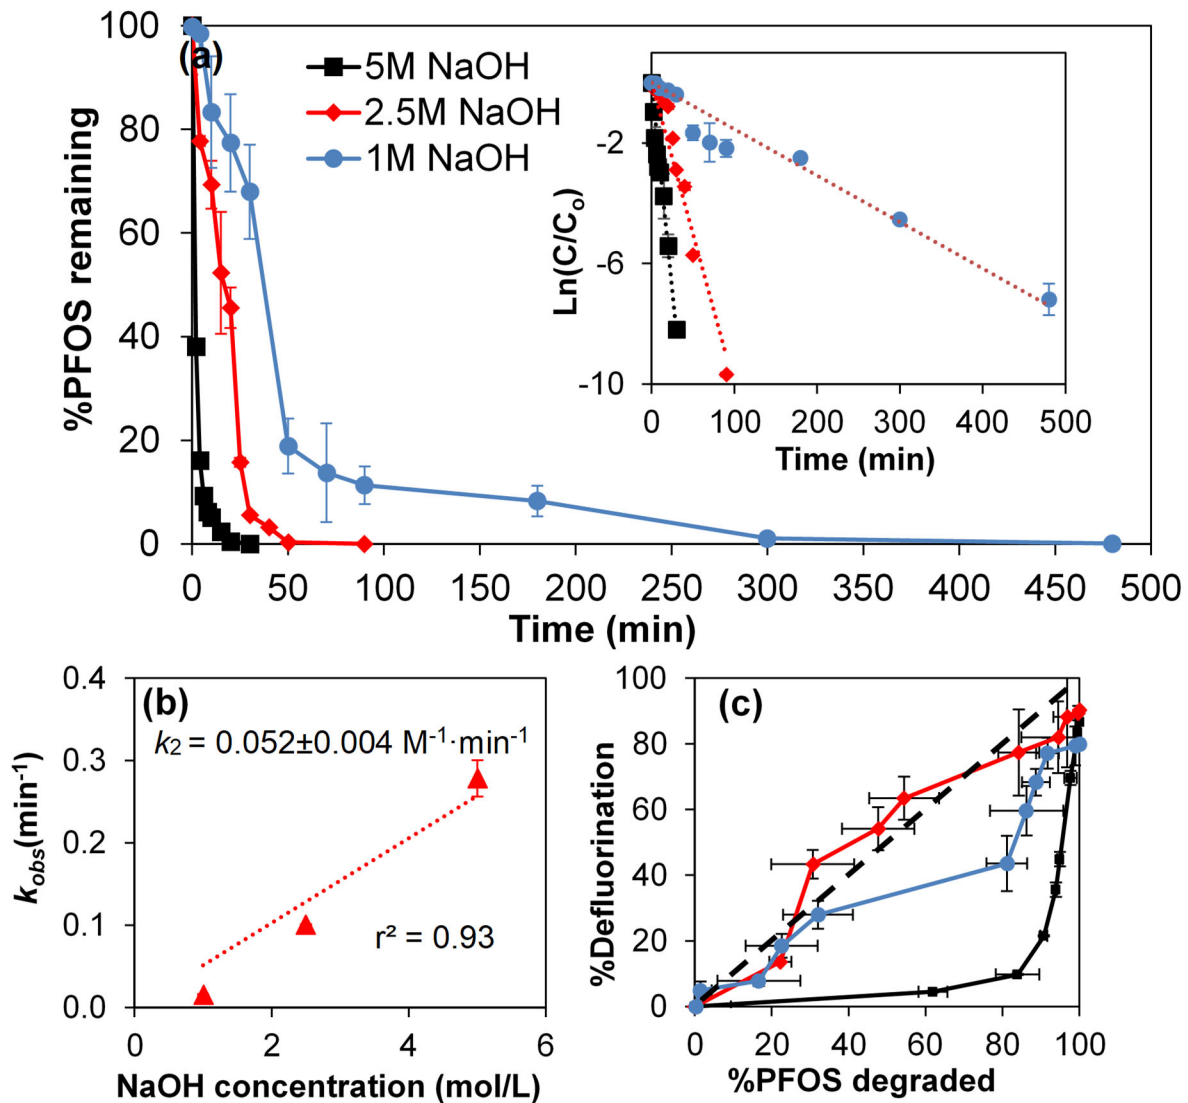 (a)
5M NaOH
2.5M NaOH
1M NaOH
100
80
60
40
20
0
%PFOS remaining
0 50 100 150 200 250 300 350 400 450 500
Time (min)
-2
-6
-10
Ln(C/Co)
0 100 200 300 400 500
Time (min)
(b)
k2 = 0.052±0.004 M-1·min-1
r² = 0.93
0.4
0.3
0.2
0.1
0.0
kobs(min-1)
0 2 4 6
NaOH concentration (mol/L)
(c)
100
80
60
40
20
0
%Defluorination
0 20 40 60 80 100
%PFOS degraded